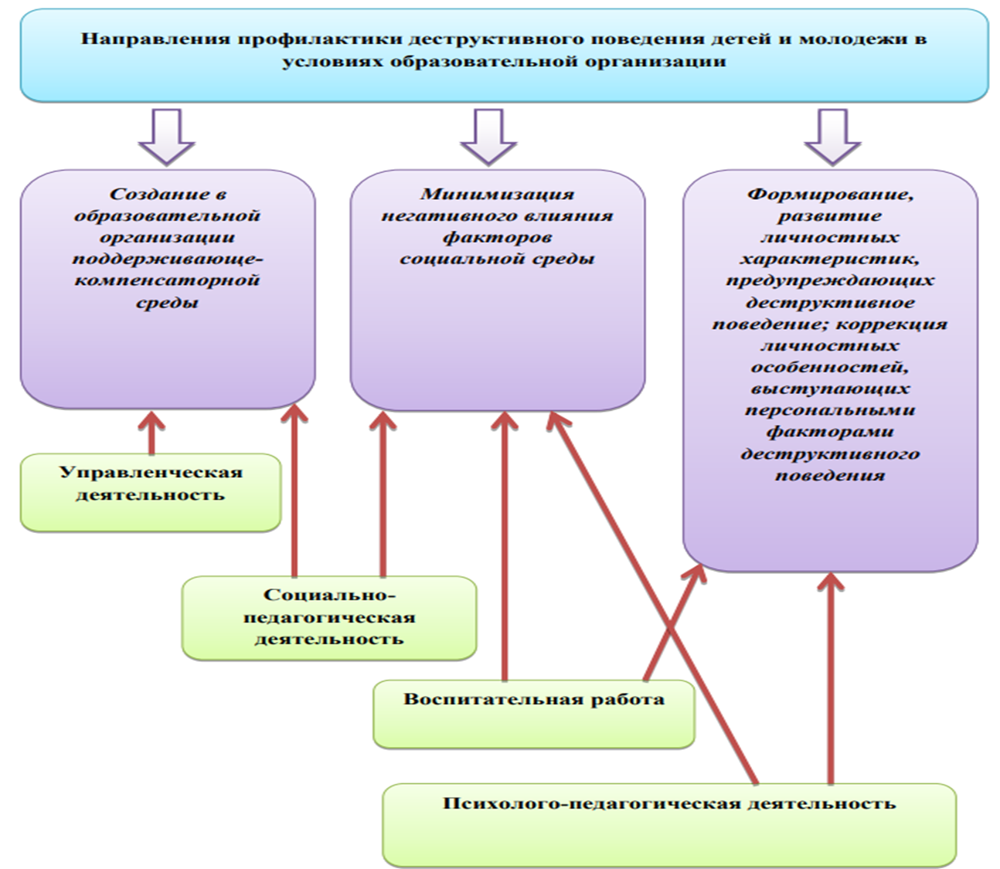 Направления профилактики деструктивного поведения детей и молодежи в
условиях образовательной организации
Создание в
образовательной
организации
поддерживающе-
компенсаторной
среды
Минимизация
негативного влияния
факторов
социальной среды
Формирование,
развитие
личностных
характеристик,
предупреждающих
деструктивное
поведение; коррекция
личностных
особенностей,
выступающих
персональными
факторами
деструктивного
поведения
Управленческая
деятельность
Социально-
педагогическая
деятельность
Воспитательная работа
Психолого-педагогическая деятельность